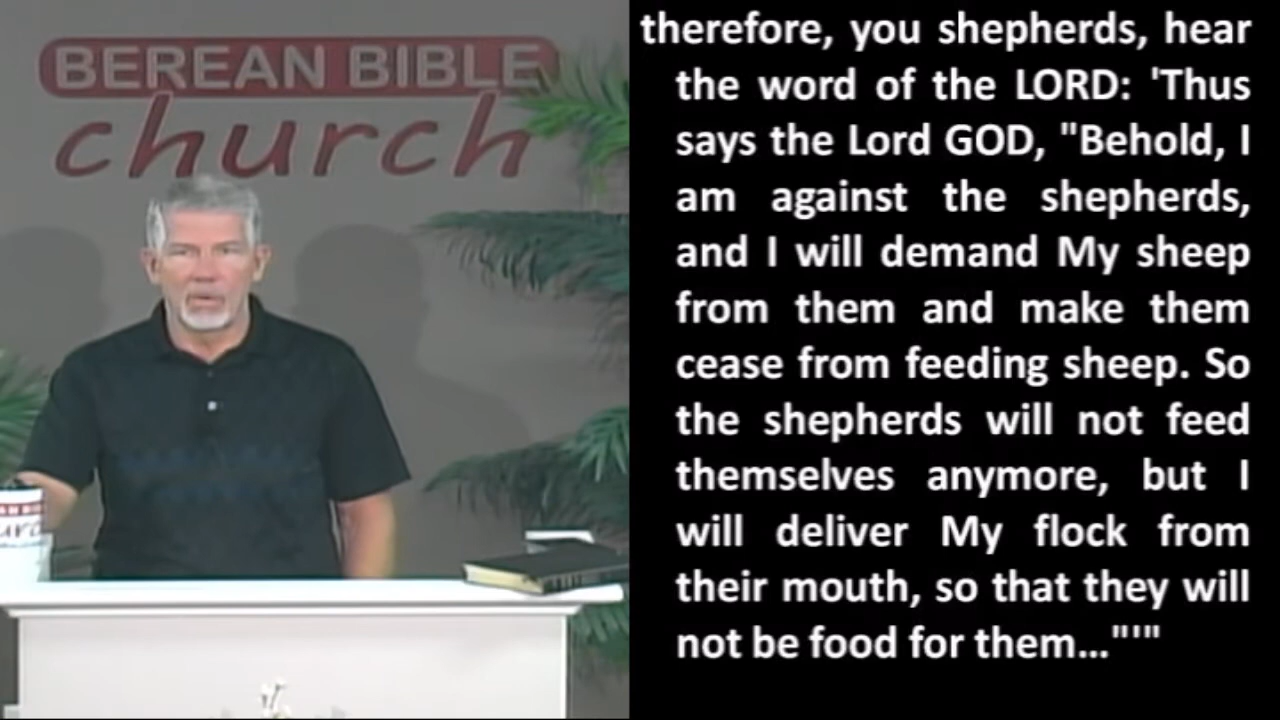 BEREAN BIBLE
church
therefore, you shepherds, hear
the word of the LORD: 'Thus
says the Lord GOD, "Behold, I
am against the shepherds,
and I will demand My sheep
from them and make them
cease from feeding sheep. So
the shepherds will not feed
themselves anymore, but I
will deliver My flock from
their mouth, so that they will
not be food for them..."'"